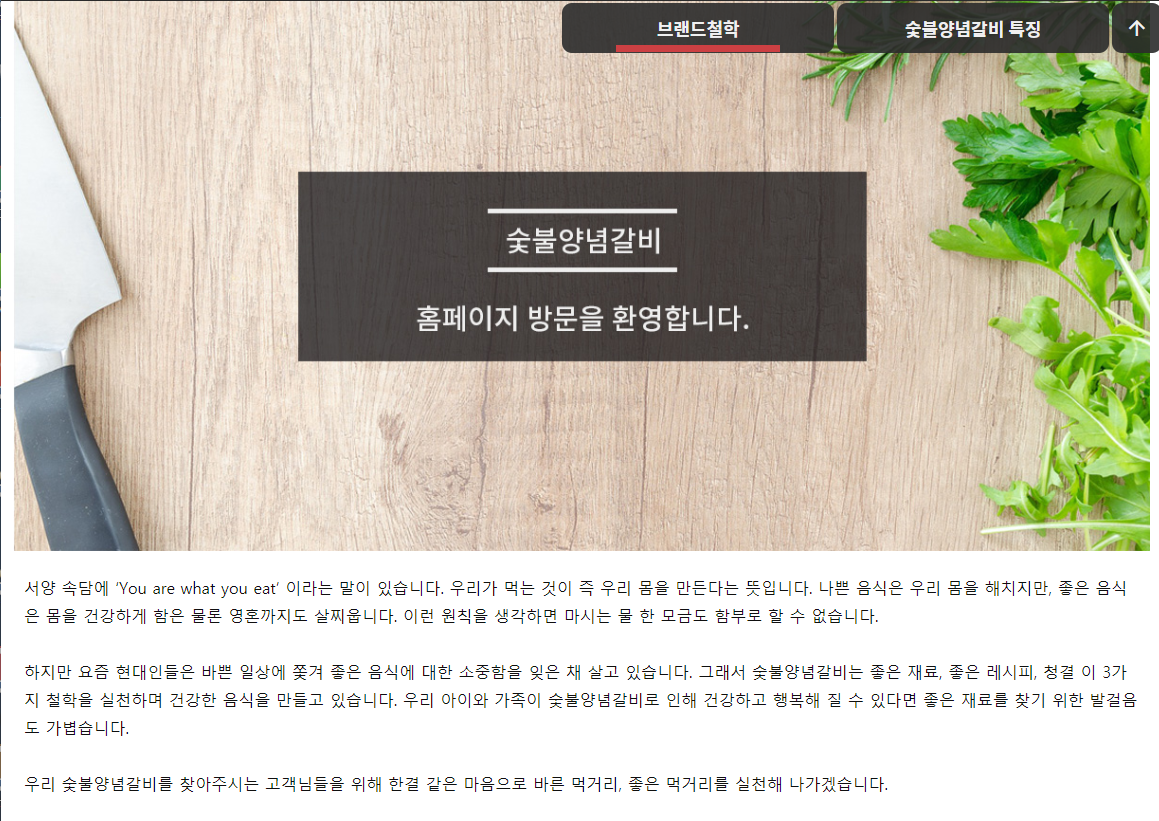 브랜드철학
숯불양념갈비 특징
숯불양념갈비
홈페이지 방문을 환영합니다.
서양 속담에 ‘You are what you eat’ 이라는 말이 있습니다. 우리가 먹는 것이 즉 우리 몸을 만든다는 뜻입니다. 나쁜 음식은 우리 몸을 해치지만, 좋은 음식
은 몸을 건강하게 함은 물론 영혼까지도 살찌웁니다. 이런 원칙을 생각하면 마시는 물 한 모금도 함부로 할 수 없습니다.
하지만 요즘 현대인들은 바쁜 일상에 쫓겨 좋은 음식에 대한 소중함을 잊은 채 살고 있습니다. 그래서 숯불양념갈비는 좋은 재료, 좋은 레시피, 청결 이 3가
지 철학을 실천하며 건강한 음식을 만들고 있습니다. 우리 아이와 가족이 숯불양념갈비로 인해 건강하고 행복해 질 수 있다면 좋은 재료를 찾기 위한 발걸음
도 가볍습니다.
우리 숯불양념갈비를 찾아주시는 고객님들을 위해 한결 같은 마음으로 바른 먹거리, 좋은 먹거리를 실천해 나가겠습니다.